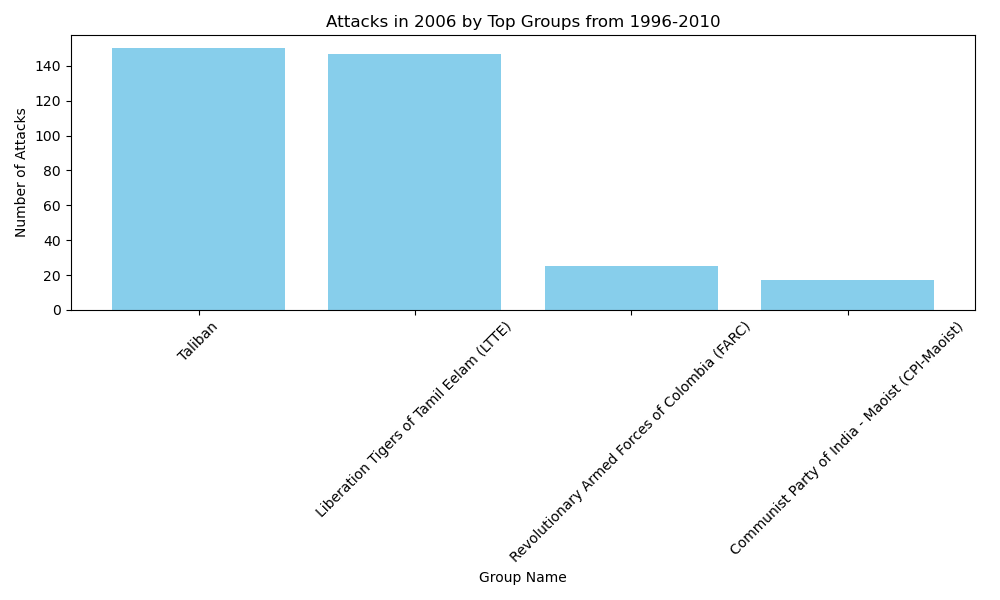 Attacks in 2006 by Top Groups from 1996-2010
Number of Attacks
140
120
100
80
60
40
20
0
Taliban
Liberation Tigers of Tamil Eelam (LTTE)
Revolutionary Armed Forces of Colombia (FARC)
Communist Party of India - Maoist (CPI-Maoist)
Group Name